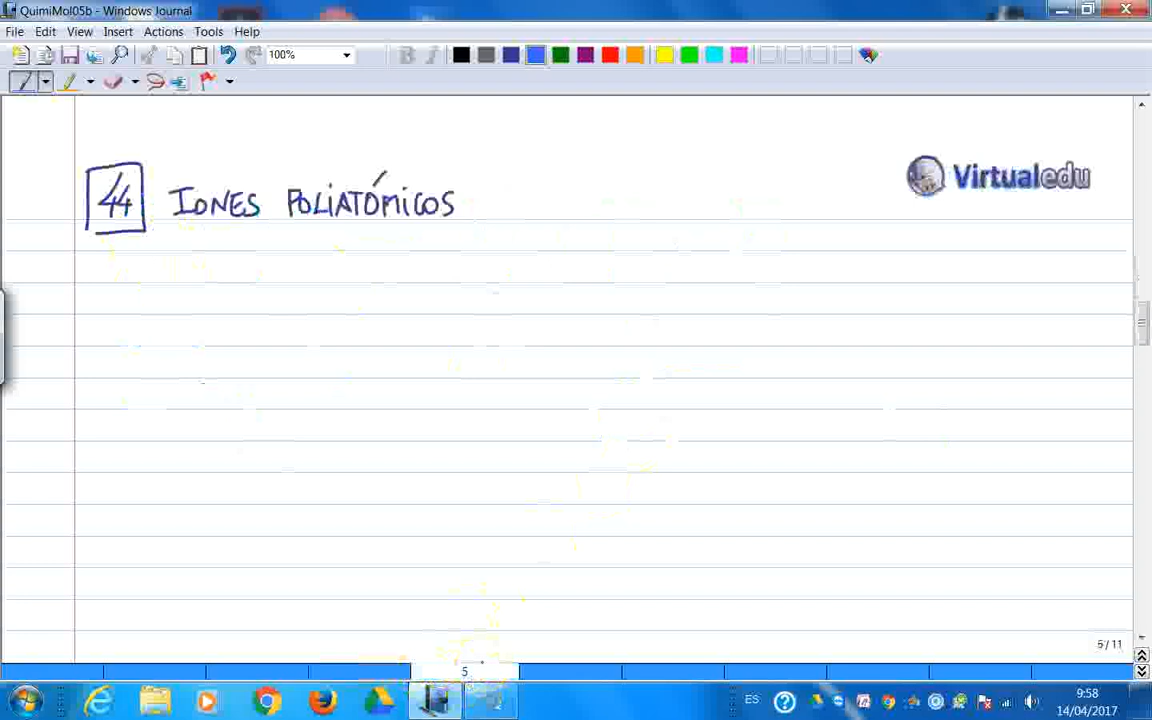 QuimiMol05b - Windows Journal
File Edit View Insert Actions Tools Help
100%
44 IONES POLIATÓMICOS
Virtualedu
5/11
5
ES
9:58
14/04/2017